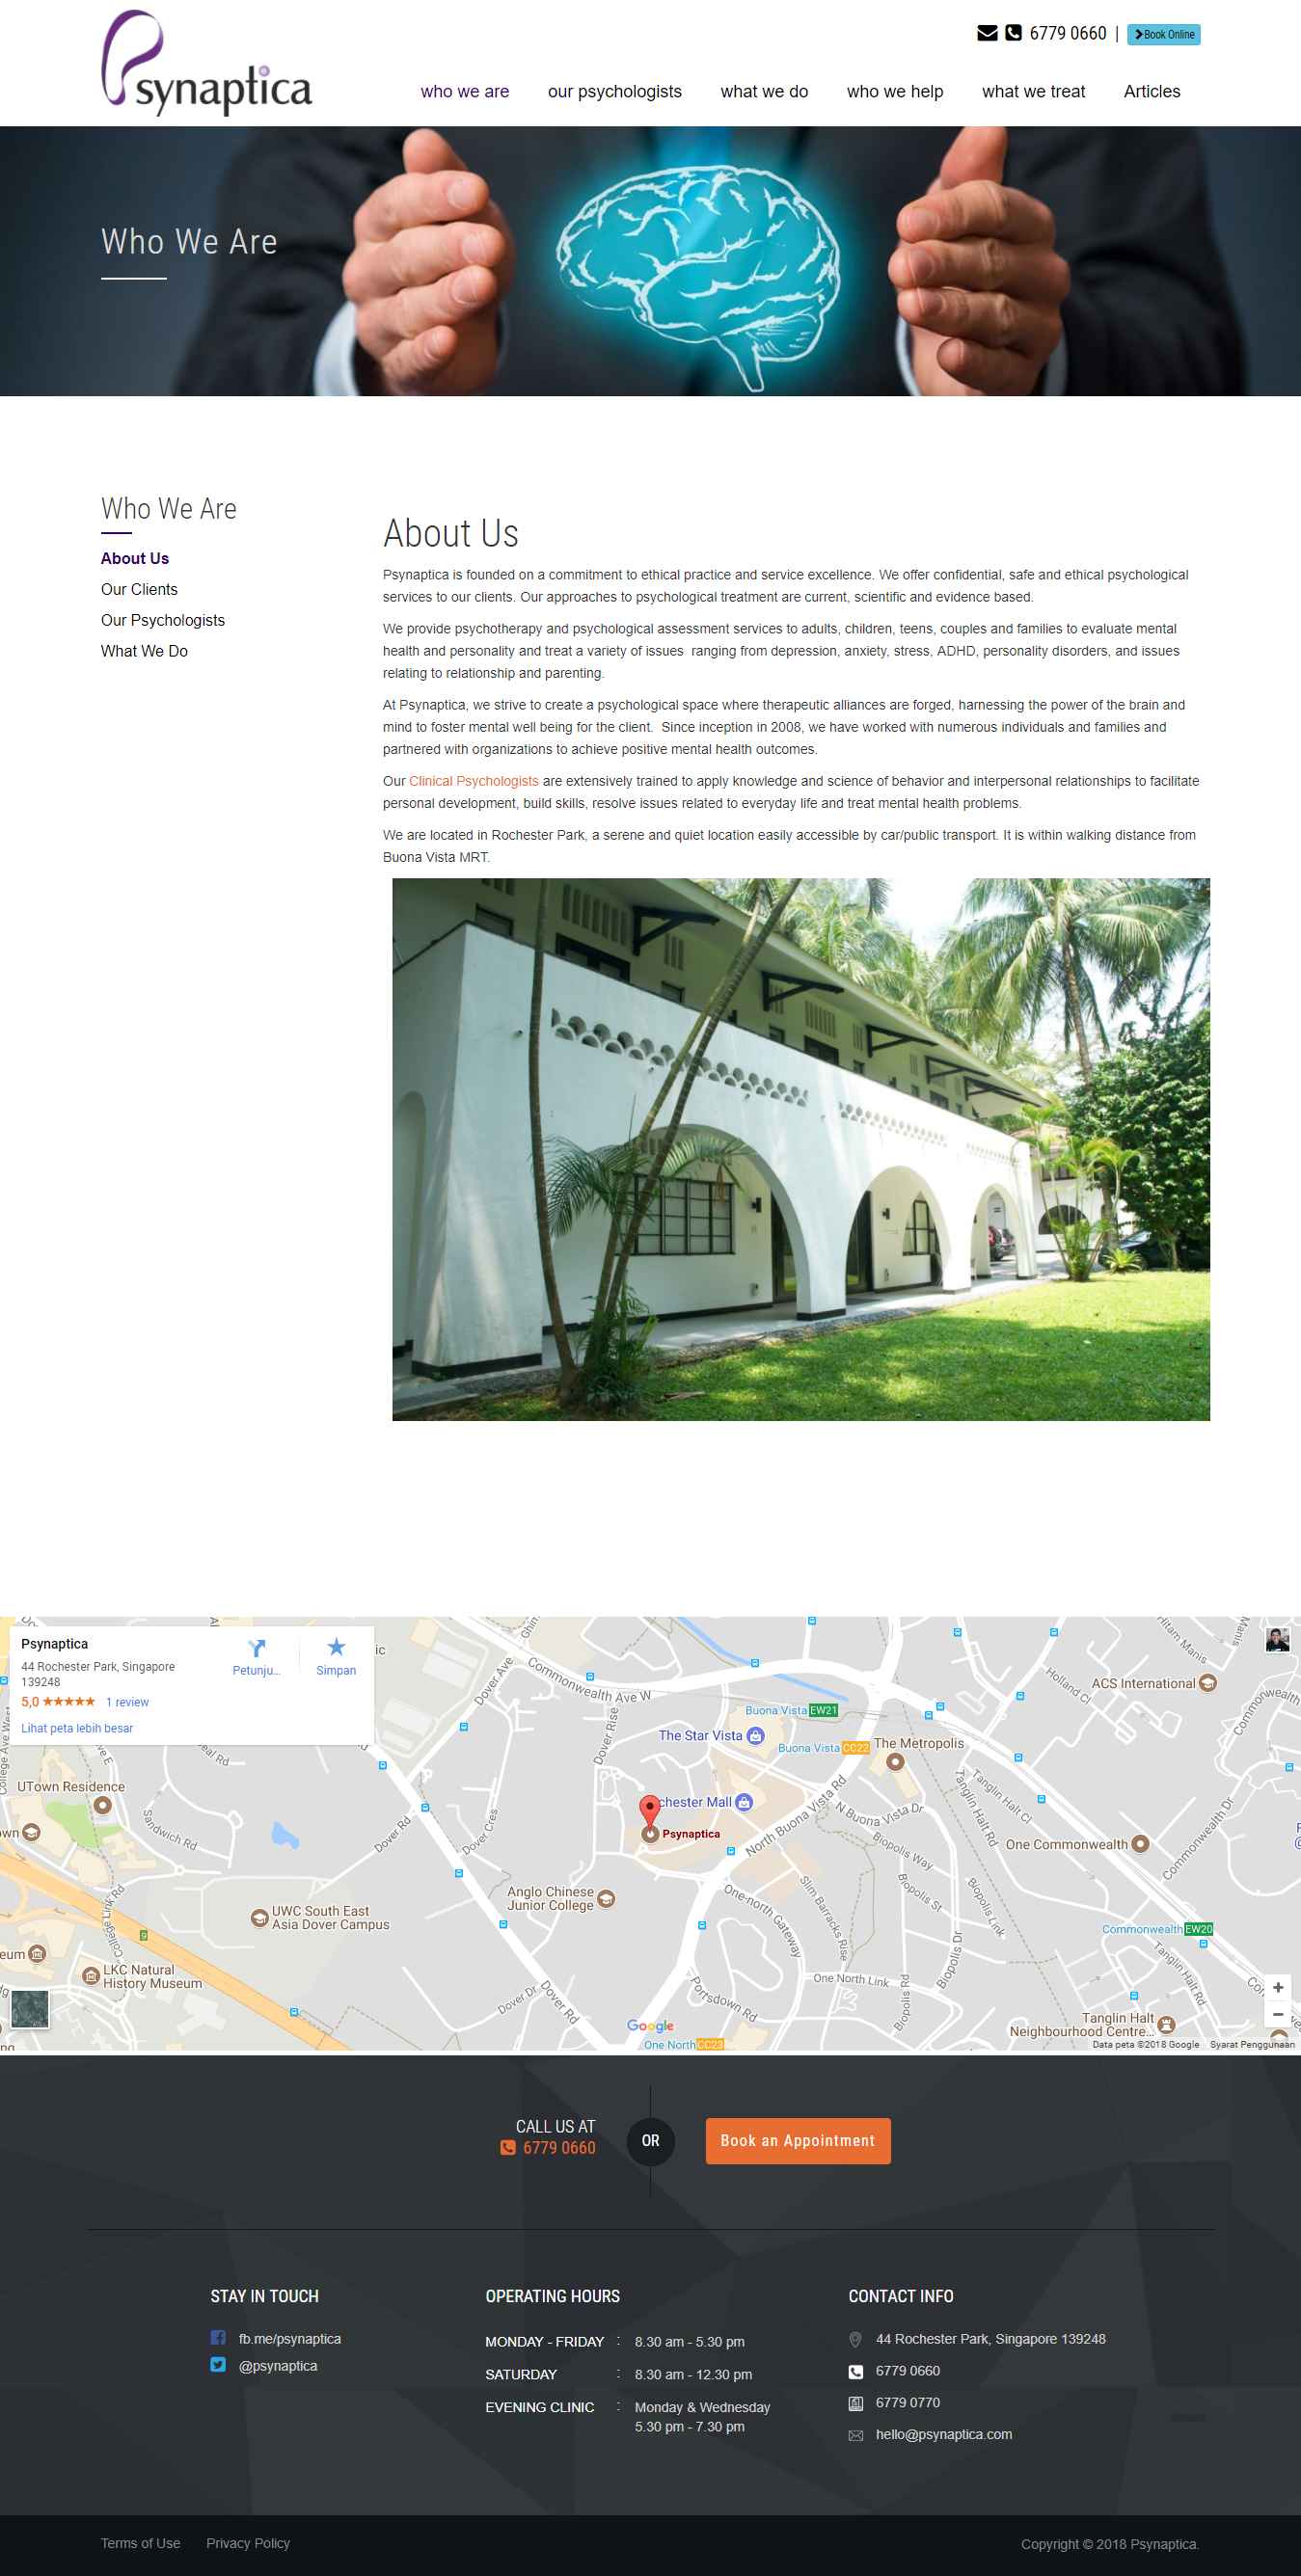 Psynaptica
6779 0660 | Book Online
who we are our psychologists what we do who we help what we treat Articles
Who We Are
Who We Are
About Us
Our Clients
Our Psychologists
What We Do
About Us
Psynaptica is founded on a commitment to ethical practice and service excellence. We offer confidential, safe and ethical psychological
services to our clients. Our approaches to psychological treatment are current, scientific and evidence based.
We provide psychotherapy and psychological assessment services to adults, children, teens, couples and families to evaluate mental
health and personality and treat a variety of issues ranging from depression, anxiety, stress, ADHD, personality disorders, and issues
relating to relationship and parenting.
At Psynaptica, we strive to create a psychological space where therapeutic alliances are forged, harnessing the power of the brain and
mind to foster mental well being for the client. Since inception in 2008, we have worked with numerous individuals and families and
partnered with organizations to achieve positive mental health outcomes.
Our Clinical Psychologists are extensively trained to apply knowledge and science of behavior and interpersonal relationships to facilitate
personal development, build skills, resolve issues related to everyday life and treat mental health problems.
We are located in Rochester Park, a serene and quiet location easily accessible by car/public transport. It is within walking distance from
Buona Vista MRT.
Psynaptica
44 Rochester Park, Singapore
139248
5,0 1 review
Lihat peta lebih besar
Petunju...
Simpan
Dover Ave
Commonwealth Ave W
Dover Rise
Buona Vista EW21
The Star Vista
Buona Vista CC22
The Metropolis
ACS International
Holland Cl
Hitam Manis
Manis
Commonwealth
UTown Residence
Sandwich Rd
Dover Rd
Dover Cres
chester Mall
Psynaptica
North Buona Vista Rd
N Buona Vista Dr
Tanglin Halt Rd
Tanglin Halt Cl
One Commonwealth
Commonwealth Dr
Biopolis Way
Biopolis St
Biopolis Link
Anglo Chinese
Junior College
UWC South East
Asia Dover Campus
College Link Rd
LKC Natural
History Museum
eum
One-north Gateway
Slim Barracks Rise
Biopolis Dr
Biopolis Rd
One North Link
Portsdown Rd
Dover Dr
Dover Rd
Commonwealth EW20
Tanglin Halt Rd
Tanglin Halt
Neighbourhood Centre...
Google
One North CC23
Data peta ©2018 Google Syarat Penggunaan
CALL US AT
6779 0660
OR
Book an Appointment
STAY IN TOUCH
fb.me/psynaptica
@psynaptica
OPERATING HOURS
MONDAY - FRIDAY : 8.30 am - 5.30 pm
SATURDAY : 8.30 am - 12.30 pm
EVENING CLINIC : Monday & Wednesday
5.30 pm - 7.30 pm
CONTACT INFO
44 Rochester Park, Singapore 139248
6779 0660
6779 0770
hello@psynaptica.com
Terms of Use Privacy Policy
Copyright © 2018 Psynaptica.